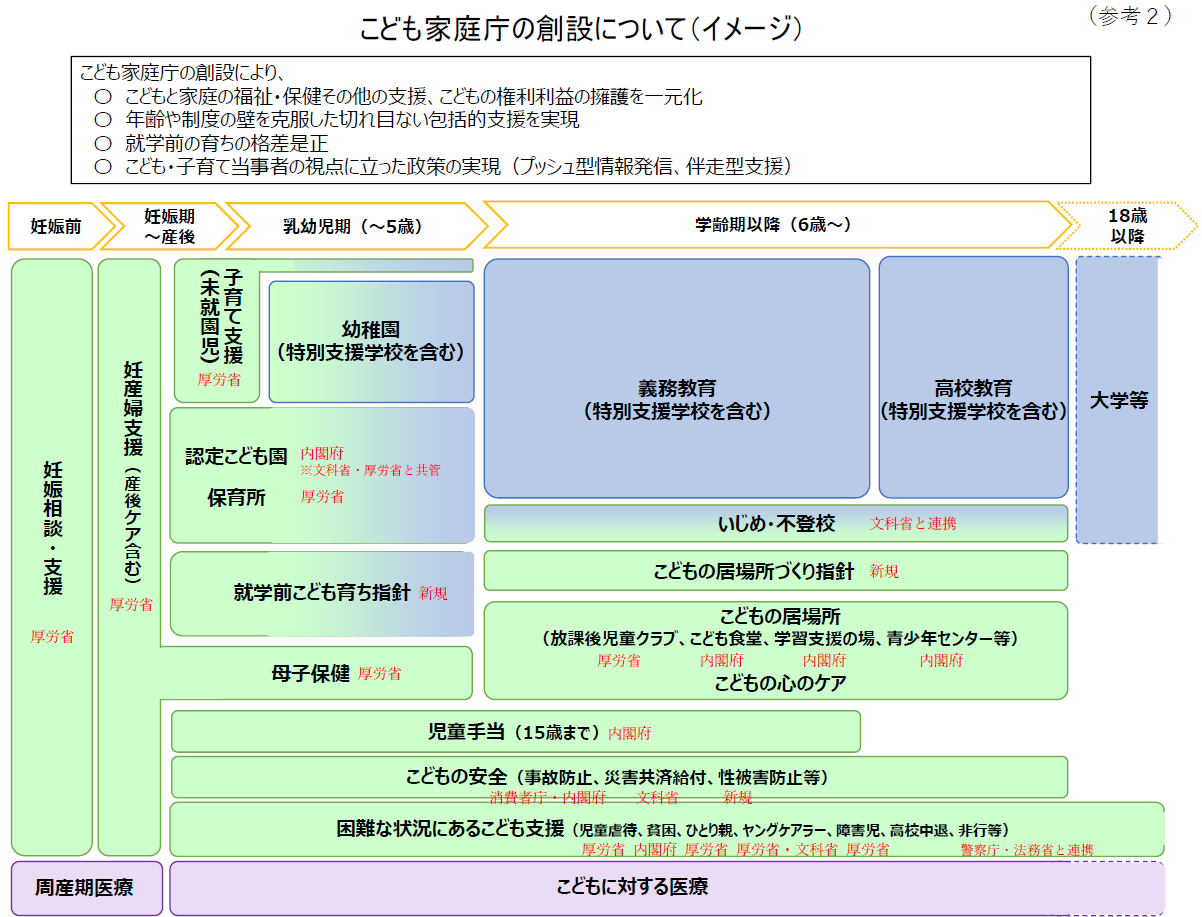 （参考２）
こども家庭庁の創設について（イメージ）
こども家庭庁の創設により、
○ こどもと家庭の福祉・保健その他の支援、こどもの権利利益の擁護を一元化
○ 年齢や制度の壁を克服した切れ目ない包括的支援を実現
○ 就学前の育ちの格差是正
○ こども・子育て当事者の視点に立った政策の実現（プッシュ型情報発信、伴走型支援）
妊娠前
妊娠期
～産後
乳幼児期（～5歳）
学齢期以降（6歳～）
18歳
以降
妊娠相談・支援
厚労省
妊産婦支援（産後ケア含む）
厚労省
子育て支援
（未就園児）
厚労省
幼稚園
（特別支援学校を含む）
認定こども園 内閣府
※文科省・厚労省と共管
保育所 厚労省
就学前こども育ち指針 新規
母子保健 厚労省
義務教育
（特別支援学校を含む）
高校教育
（特別支援学校を含む）
大学等
いじめ・不登校 文科省と連携
こどもの居場所づくり指針 新規
こどもの居場所
（放課後児童クラブ、こども食堂、学習支援の場、青少年センター等）
厚労省 内閣府 内閣府 内閣府
こどもの心のケア
児童手当（15歳まで）内閣府
こどもの安全（事故防止、災害共済給付、性被害防止等）
消費者庁・内閣府 文科省 新規
困難な状況にあるこども支援（児童虐待、貧困、ひとり親、ヤングケアラー、障害児、高校中退、非行等）
厚労省 内閣府 厚労省 厚労省・文科省 厚労省 警察庁・法務省と連携
周産期医療
こどもに対する医療